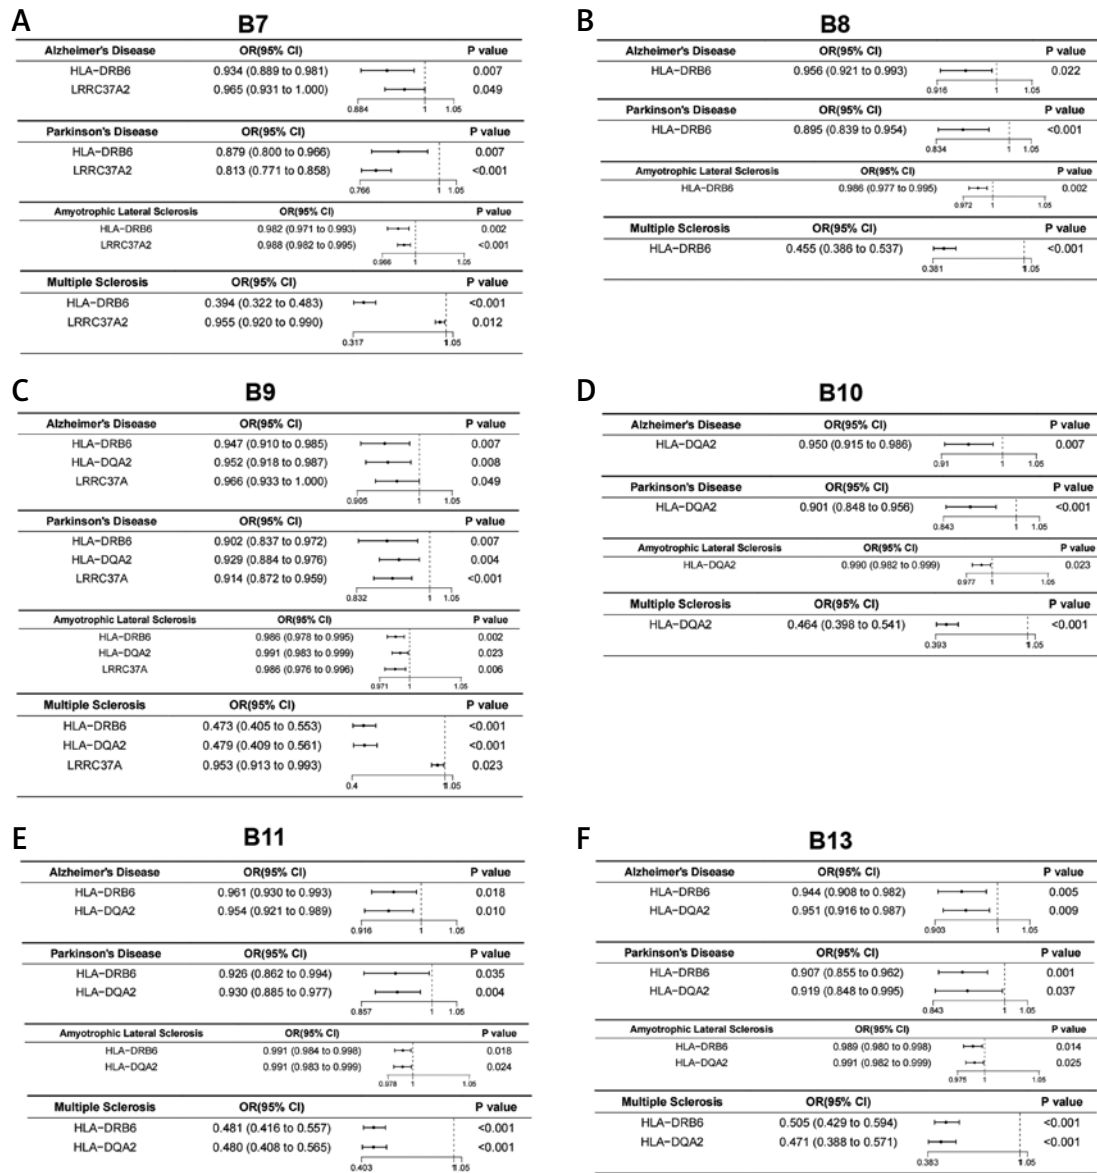 A
B7
Alzheimer's Disease OR(95% CI) P value
HLA−DRB6 0.934 (0.889 to 0.981) 0.007
LRRC37A2 0.965 (0.931 to 1.000) 0.049
0.884 1 1.05
Parkinson's Disease OR(95% CI) P value
HLA−DRB6 0.879 (0.800 to 0.966) 0.007
LRRC37A2 0.813 (0.771 to 0.858) <0.001
0.766 1 1.05
Amyotrophic Lateral Sclerosis OR(95% CI) P value
HLA−DRB6 0.982 (0.971 to 0.993) 0.002
LRRC37A2 0.988 (0.982 to 0.995) <0.001
0.966 1 1.05
Multiple Sclerosis OR(95% CI) P value
HLA−DRB6 0.394 (0.322 to 0.483) <0.001
LRRC37A2 0.955 (0.920 to 0.990) 0.012
0.317 1 1.05
B
B8
Alzheimer's Disease OR(95% CI) P value
HLA−DRB6 0.956 (0.921 to 0.993) 0.022
0.916 1 1.05
Parkinson's Disease OR(95% CI) P value
HLA−DRB6 0.895 (0.839 to 0.954) <0.001
0.834 1 1.05
Amyotrophic Lateral Sclerosis OR(95% CI) P value
HLA−DRB6 0.986 (0.977 to 0.995) 0.002
0.972 1 1.05
Multiple Sclerosis OR(95% CI) P value
HLA−DRB6 0.455 (0.386 to 0.537) <0.001
0.381 1 1.05
C
B9
Alzheimer's Disease OR(95% CI) P value
HLA−DRB6 0.947 (0.910 to 0.985) 0.007
HLA−DQA2 0.952 (0.918 to 0.987) 0.008
LRRC37A 0.966 (0.933 to 1.000) 0.049
0.905 1 1.05
Parkinson's Disease OR(95% CI) P value
HLA−DRB6 0.902 (0.837 to 0.972) 0.007
HLA−DQA2 0.929 (0.884 to 0.976) 0.004
LRRC37A 0.914 (0.872 to 0.959) <0.001
0.832 1 1.05
Amyotrophic Lateral Sclerosis OR(95% CI) P value
HLA−DRB6 0.986 (0.978 to 0.995) 0.002
HLA−DQA2 0.991 (0.983 to 0.999) 0.023
LRRC37A 0.986 (0.976 to 0.996) 0.006
0.971 1 1.05
Multiple Sclerosis OR(95% CI) P value
HLA−DRB6 0.473 (0.405 to 0.553) <0.001
HLA−DQA2 0.479 (0.409 to 0.561) <0.001
LRRC37A 0.953 (0.913 to 0.993) 0.023
0.4 1 1.05
D
B10
Alzheimer's Disease OR(95% CI) P value
HLA−DQA2 0.950 (0.915 to 0.986) 0.007
0.91 1 1.05
Parkinson's Disease OR(95% CI) P value
HLA−DQA2 0.901 (0.848 to 0.956) <0.001
0.843 1 1.05
Amyotrophic Lateral Sclerosis OR(95% CI) P value
HLA−DQA2 0.990 (0.982 to 0.999) 0.023
0.977 1 1.05
Multiple Sclerosis OR(95% CI) P value
HLA−DQA2 0.464 (0.398 to 0.541) <0.001
0.393 1 1.05
E
B11
Alzheimer's Disease OR(95% CI) P value
HLA−DRB6 0.961 (0.930 to 0.993) 0.018
HLA−DQA2 0.954 (0.921 to 0.989) 0.010
0.916 1 1.05
Parkinson's Disease OR(95% CI) P value
HLA−DRB6 0.926 (0.862 to 0.994) 0.035
HLA−DQA2 0.930 (0.885 to 0.977) 0.004
0.857 1 1.05
Amyotrophic Lateral Sclerosis OR(95% CI) P value
HLA−DRB6 0.991 (0.984 to 0.998) 0.018
HLA−DQA2 0.991 (0.983 to 0.999) 0.024
0.978 1 1.05
Multiple Sclerosis OR(95% CI) P value
HLA−DRB6 0.481 (0.416 to 0.557) <0.001
HLA−DQA2 0.480 (0.408 to 0.565) <0.001
0.403 1 1.05
F
B13
Alzheimer's Disease OR(95% CI) P value
HLA−DRB6 0.944 (0.908 to 0.982) 0.005
HLA−DQA2 0.951 (0.916 to 0.987) 0.009
0.903 1 1.05
Parkinson's Disease OR(95% CI) P value
HLA−DRB6 0.907 (0.855 to 0.962) 0.001
HLA−DQA2 0.919 (0.848 to 0.995) 0.037
0.843 1 1.05
Amyotrophic Lateral Sclerosis OR(95% CI) P value
HLA−DRB6 0.989 (0.980 to 0.998) 0.014
HLA−DQA2 0.991 (0.982 to 0.999) 0.025
0.975 1 1.05
Multiple Sclerosis OR(95% CI) P value
HLA−DRB6 0.505 (0.429 to 0.594) <0.001
HLA−DQA2 0.471 (0.388 to 0.571) <0.001
0.383 1 1.05